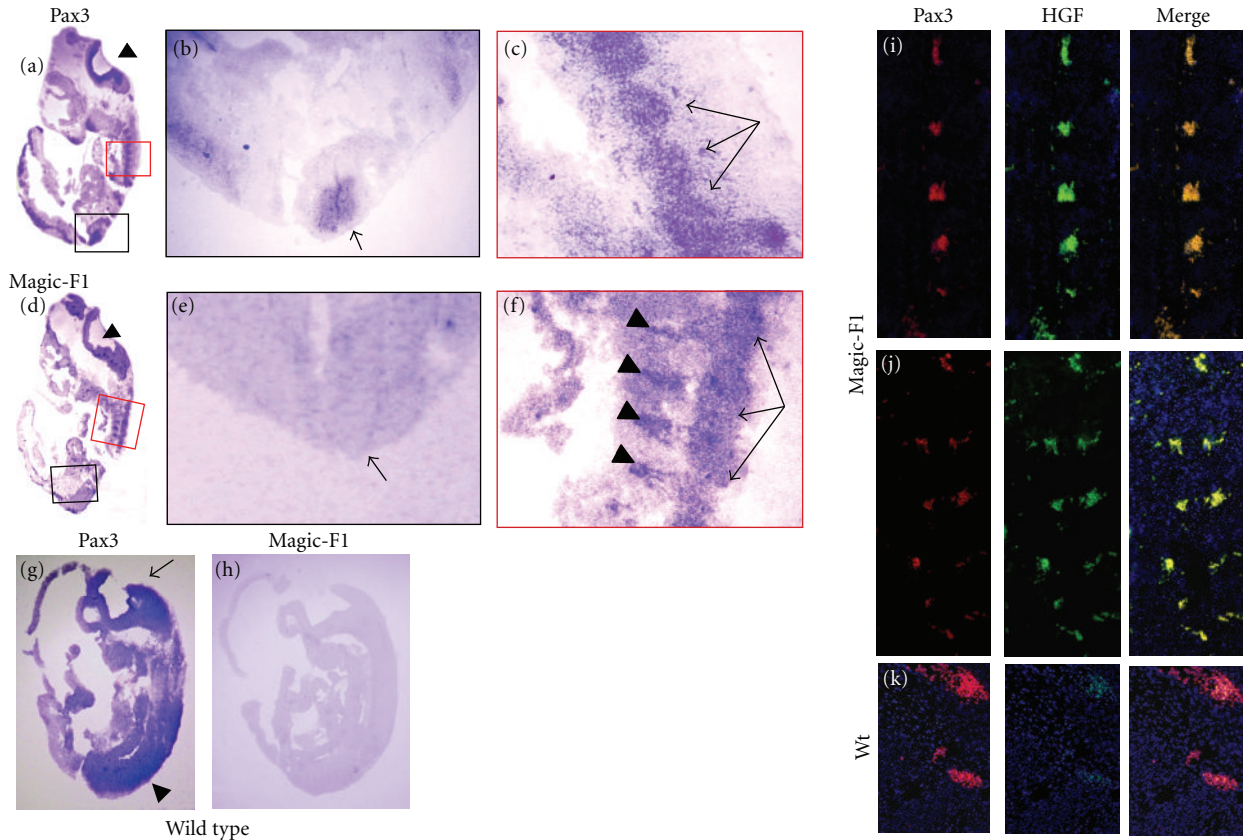 Pax3
(a)
(b)
(c)
Magic-F1
(d)
(e)
(f)
Pax3
Magic-F1
(g)
(h)
Wild type
Pax3 HGF Merge
(i)
(j)
(k)
Magic-F1
Wt